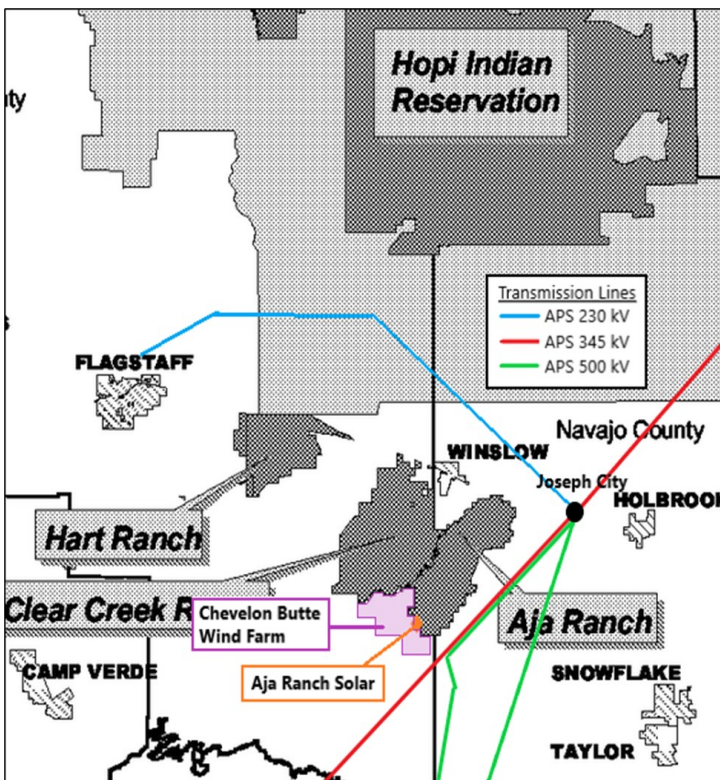 Hopi Indian
Reservation
ty
Transmission Lines
APS 230 kV
APS 345 kV
APS 500 kV
s
FLAGSTAFF
Navajo County
WINSLOW
Joseph City
HOLBROOK
Hart Ranch
Clear Creek R
Chevelon Butte
Wind Farm
Aja Ranch
Aja Ranch Solar
CAMP VERDE
SNOWFLAKE
TAYLOR